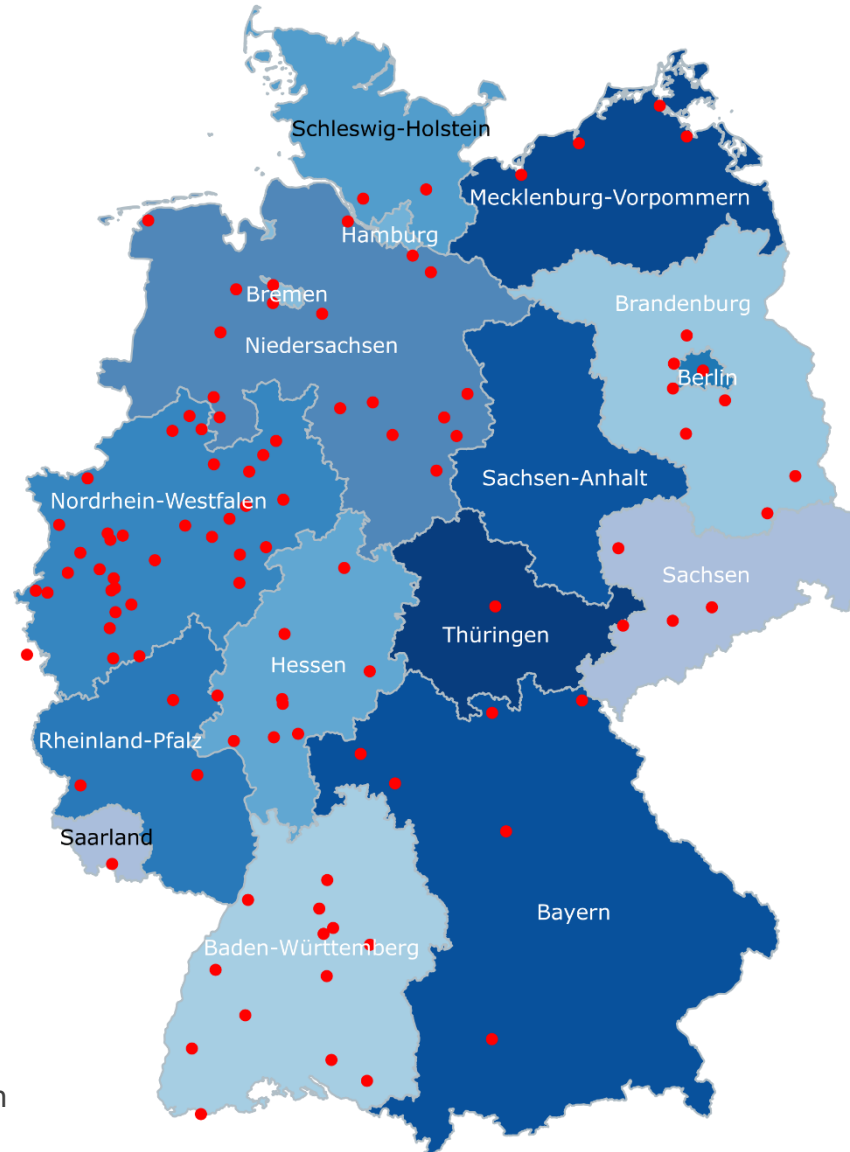 Schleswig-Holstein
Mecklenburg-Vorpommern
Hamburg
Bremen
Brandenburg
Niedersachsen
Berlin
Sachsen-Anhalt
Nordrhein-Westfalen
Sachsen
Thüringen
Hessen
Rheinland-Pfalz
Saarland
Bayern
Baden-Württemberg
n